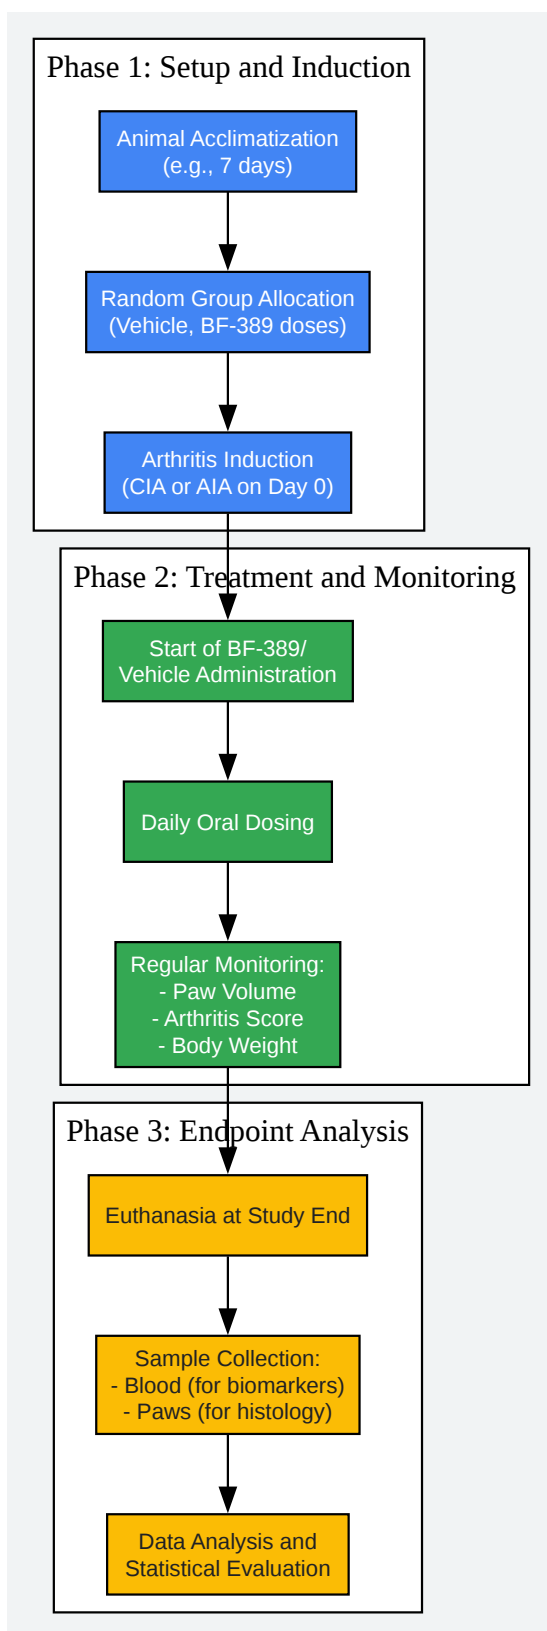 Phase 1: Setup and Induction
Animal Acclimatization
(e.g., 7 days)
Random Group Allocation
(Vehicle, BF-389 doses)
Arthritis Induction
(CIA or AIA on Day 0)
Phase 2: Treatment and Monitoring
Start of BF-389/
Vehicle Administration
Daily Oral Dosing
Regular Monitoring:
- Paw Volume
- Arthritis Score
- Body Weight
Phase 3: Endpoint Analysis
Euthanasia at Study End
Sample Collection:
- Blood (for biomarkers)
- Paws (for histology)
Data Analysis and
Statistical Evaluation